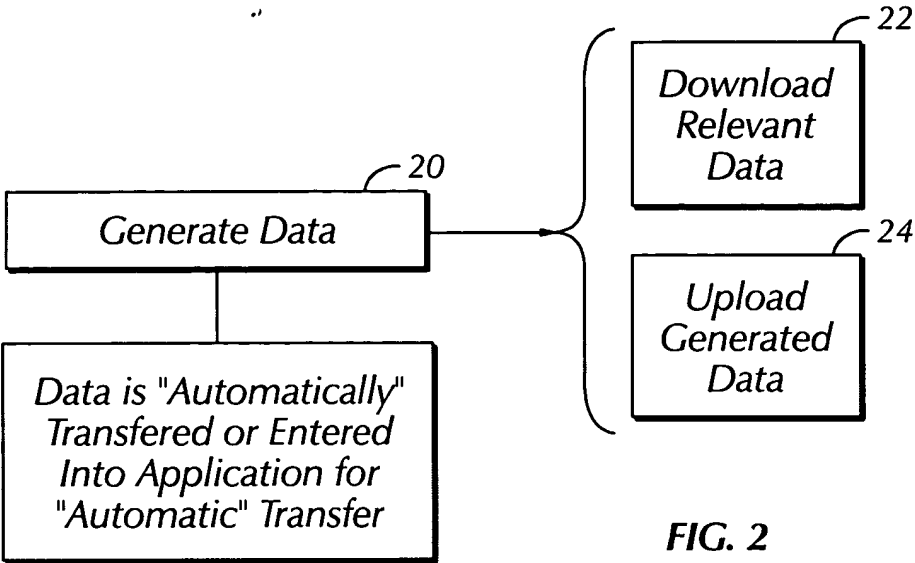 22
Download
Relevant
Data
20
Generate Data
24
Upload
Generated
Data
Data is "Automatically"
Transfered or Entered
Into Application for
"Automatic" Transfer
FIG. 2